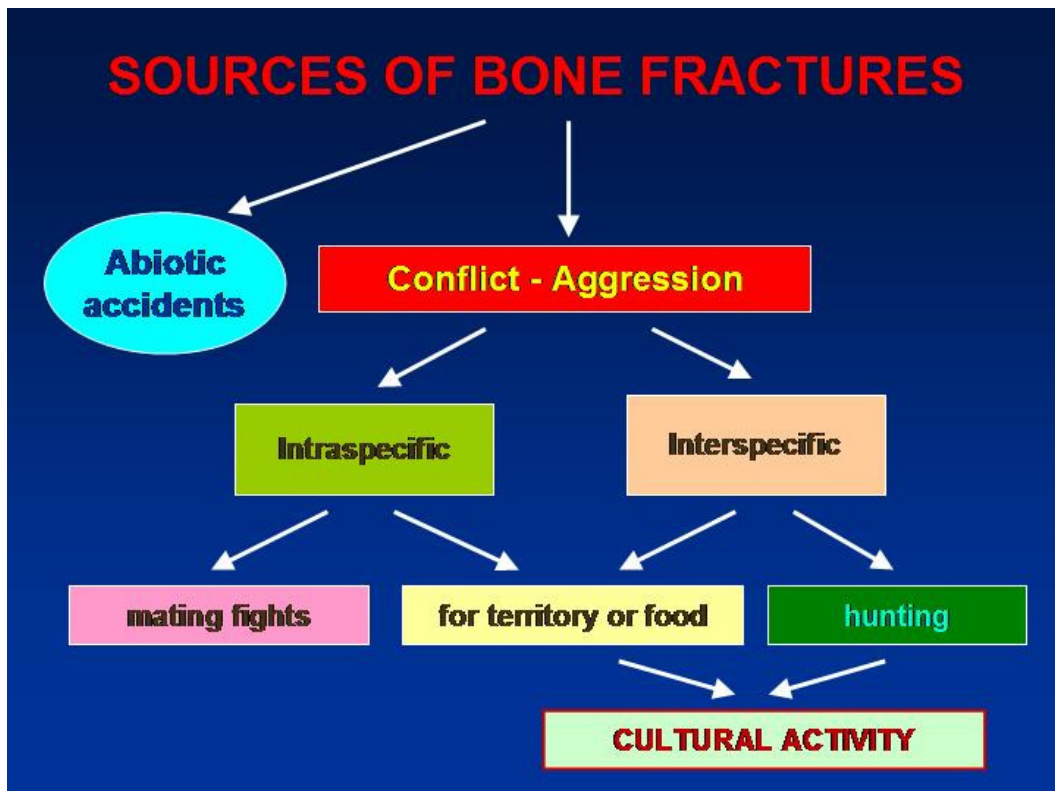 SOURCES OF BONE FRACTURES
Abiotic
accidents
Conflict - Aggression
Intraspecific
Interspecific
mating fights
for territory or food
hunting
CULTURAL ACTIVITY